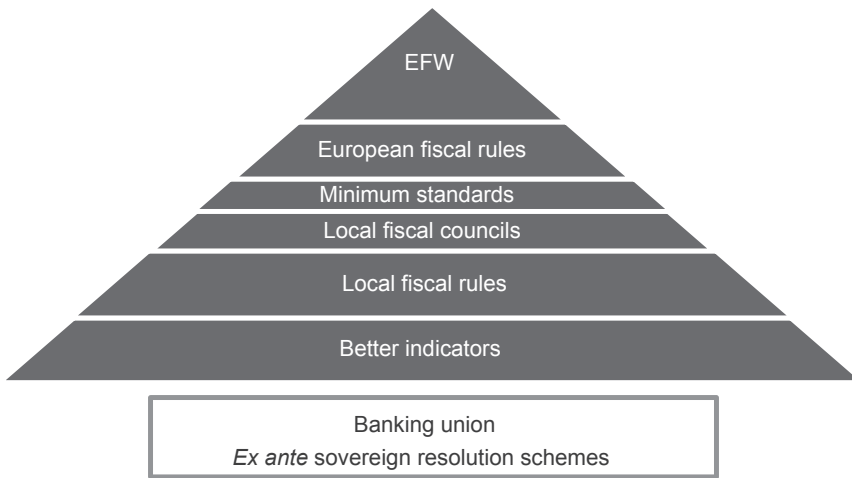 EFW
European fiscal rules
Minimum standards
Local fiscal councils
Local fiscal rules
Better indicators
Banking union
Ex ante sovereign resolution schemes